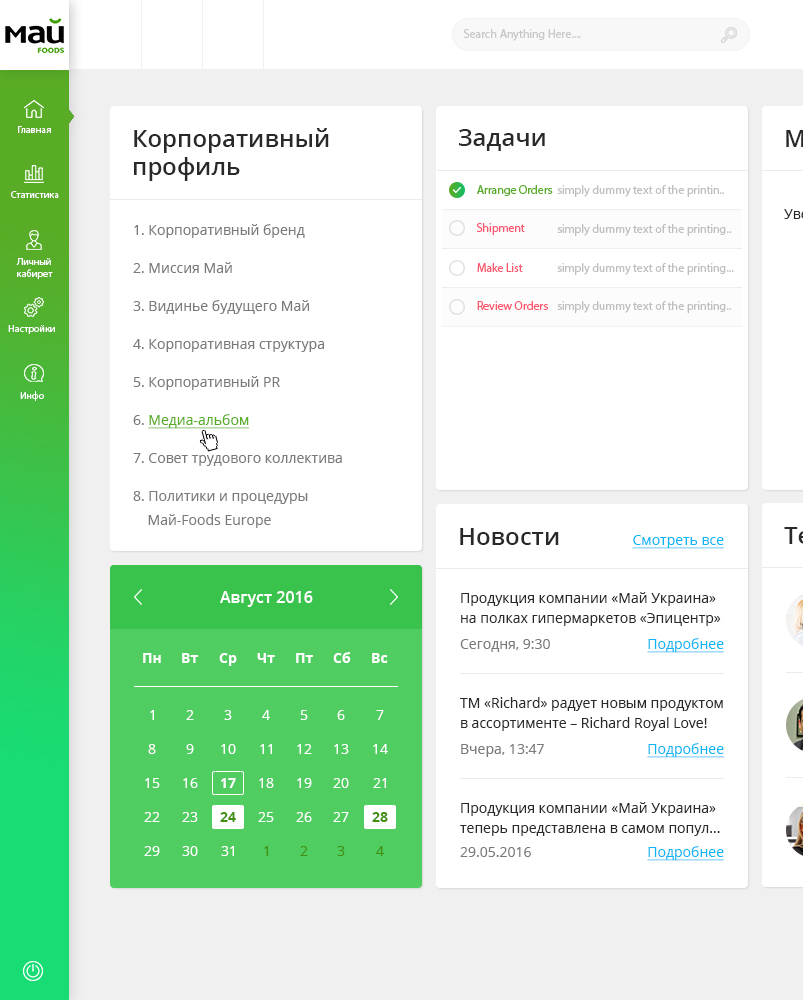 май
FOODS
Search Anything Here....
Главная
Статистика
Личный
кабирет
Настройки
Инфо
Корпоративный
профиль
1. Корпоративный бренд
2. Миссия Май
3. Видинье будущего Май
4. Корпоративная структура
5. Корпоративный PR
6. Медиа-альбом
7. Совет трудового коллектива
8. Политики и процедуры
Май-Foods Europe
Август 2016
Пн Вт Ср Чт Пт Сб Вс
1 2 3 4 5 6 7
8 9 10 11 12 13 14
15 16 17 18 19 20 21
22 23 24 25 26 27 28
29 30 31 1 2 3 4
Задачи
Arrange Orders simply dummy text of the printin..
Shipment simply dummy text of the printing..
Make List simply dummy text of the printing...
Review Orders simply dummy text of the printing..
Новости Смотреть все
Продукция компании «Май Украина»
на полках гипермаркетов «Эпицентр»
Сегодня, 9:30 Подробнее
ТМ «Richard» радует новым продуктом
в ассортименте – Richard Royal Love!
Вчера, 13:47 Подробнее
Продукция компании «Май Украина»
теперь представлена в самом попул...
29.05.2016 Подробнее